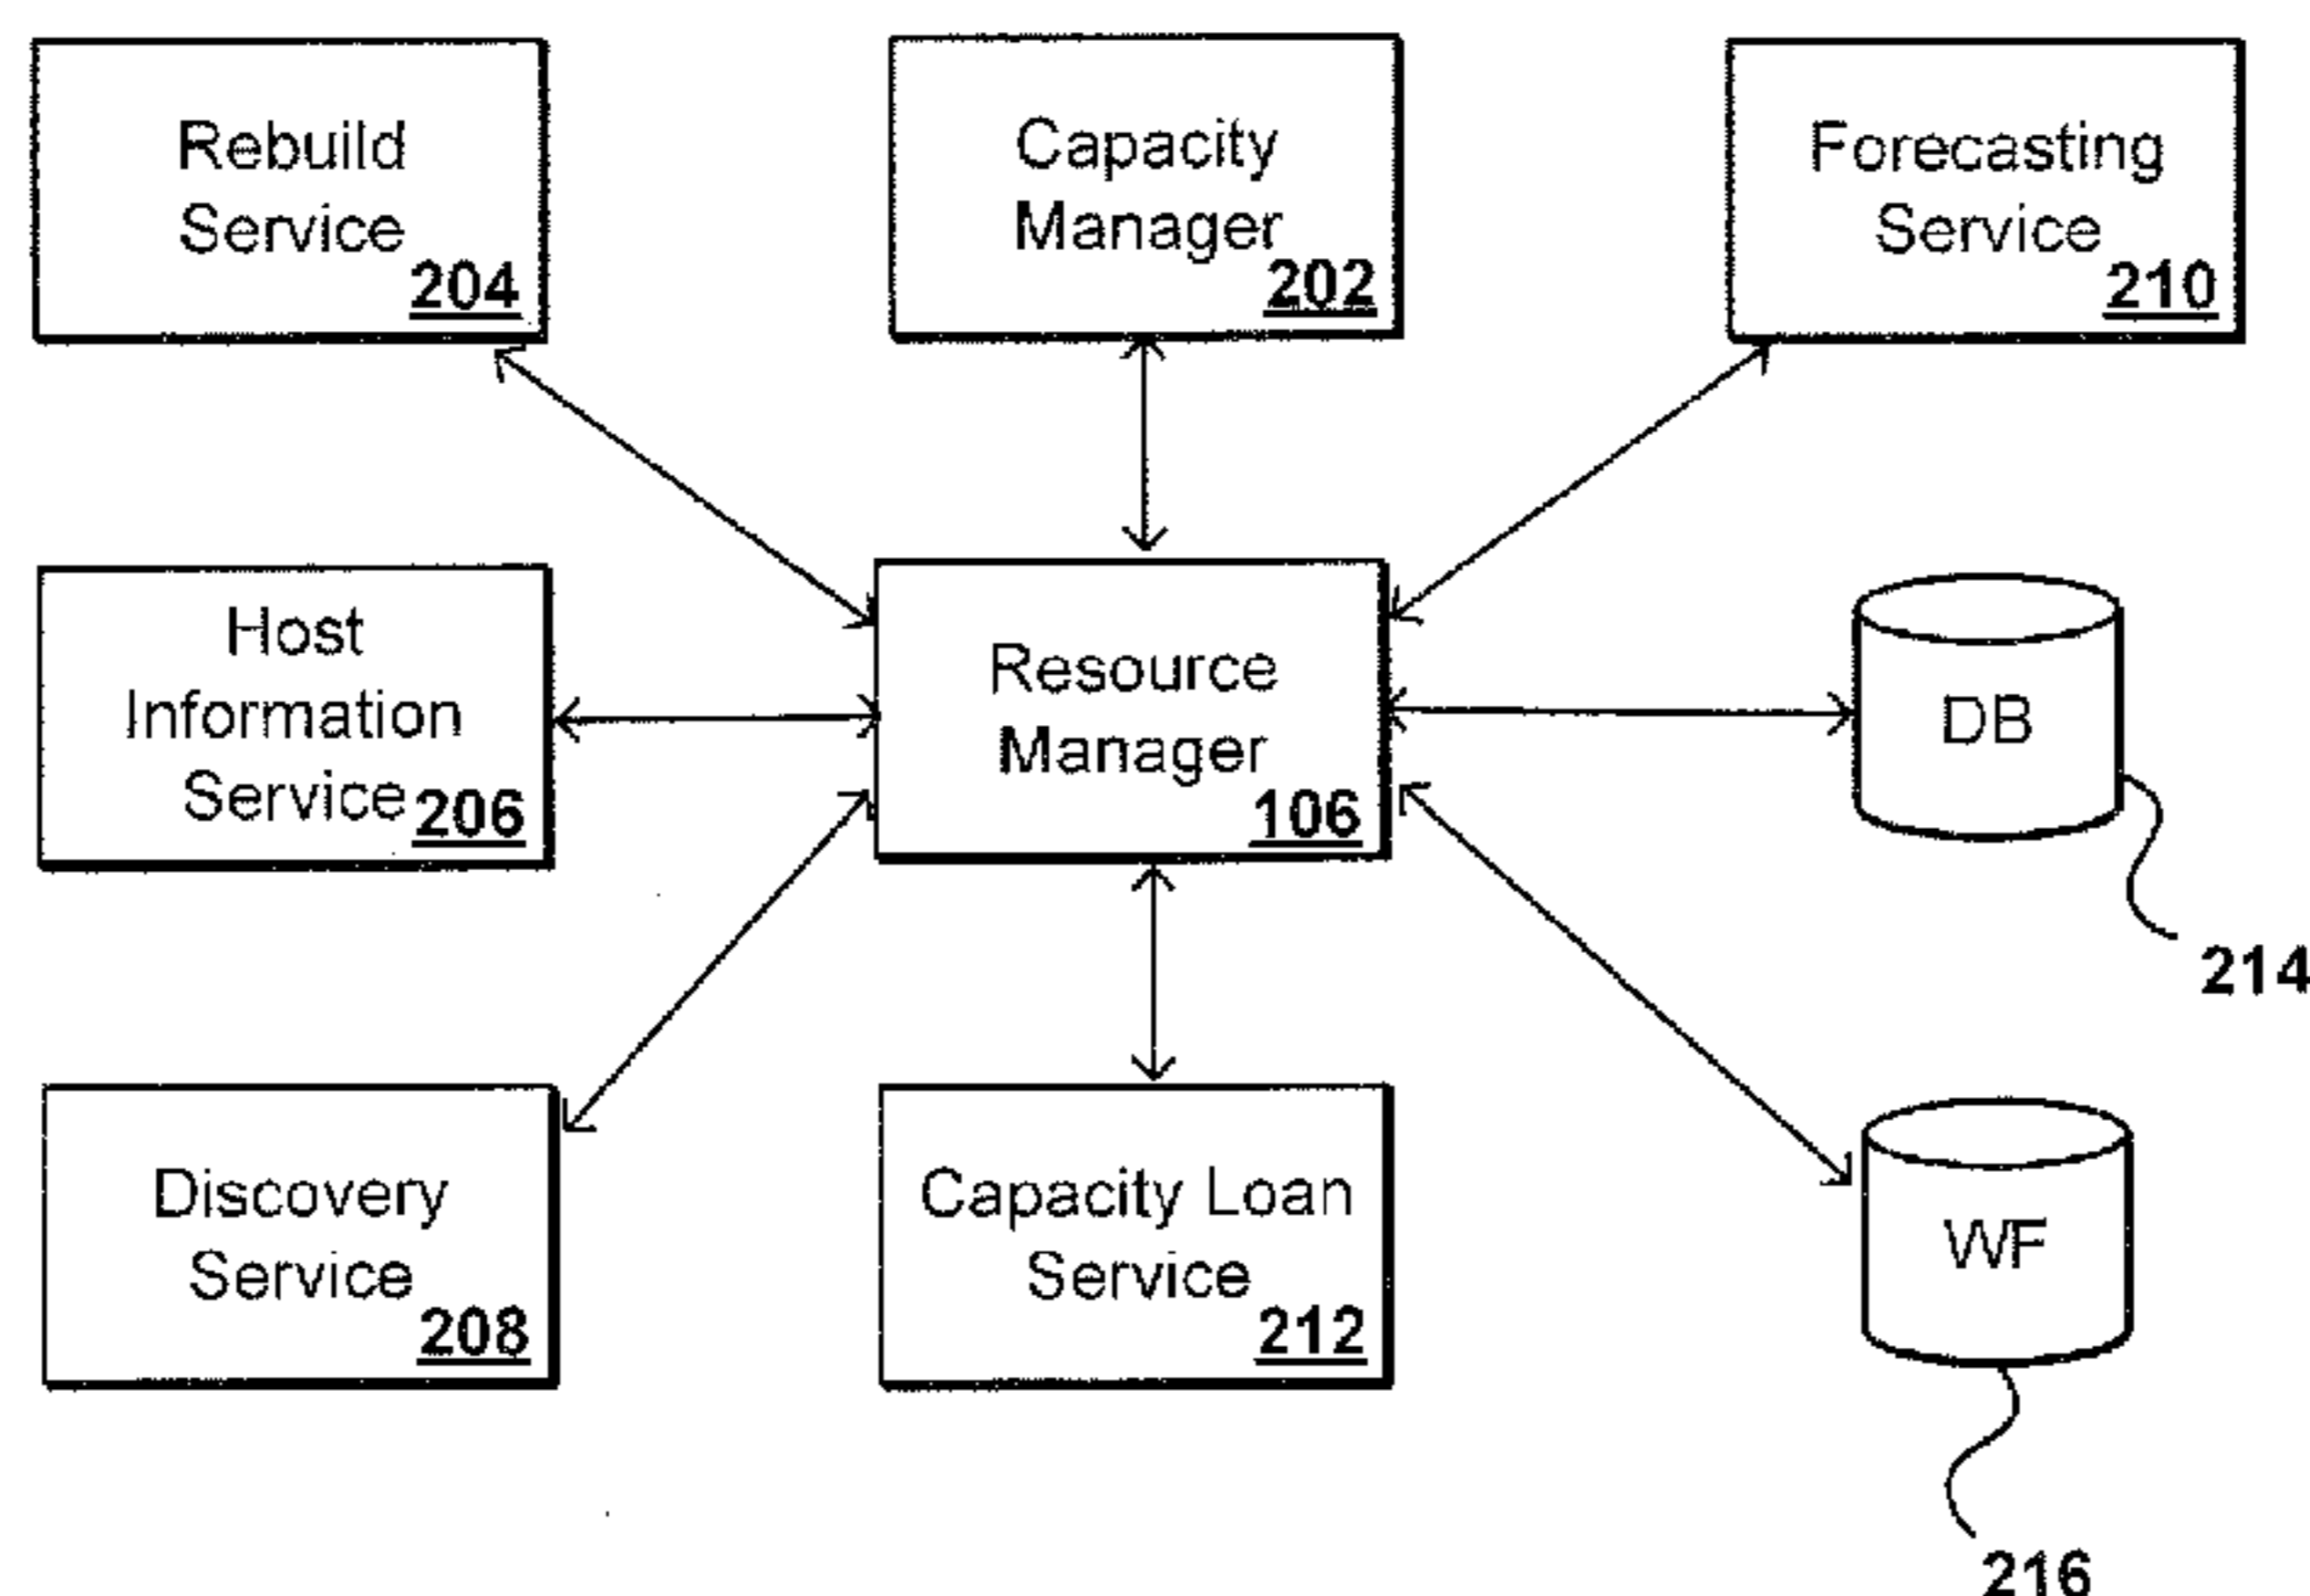 Rebuild
Service
204
Capacity
Manager
202
Forecasting
Service
210
Host
Information
Service 206
Resource
Manager
106
DB
214
Discovery
Service
208
Capacity Loan
Service
212
WF
216